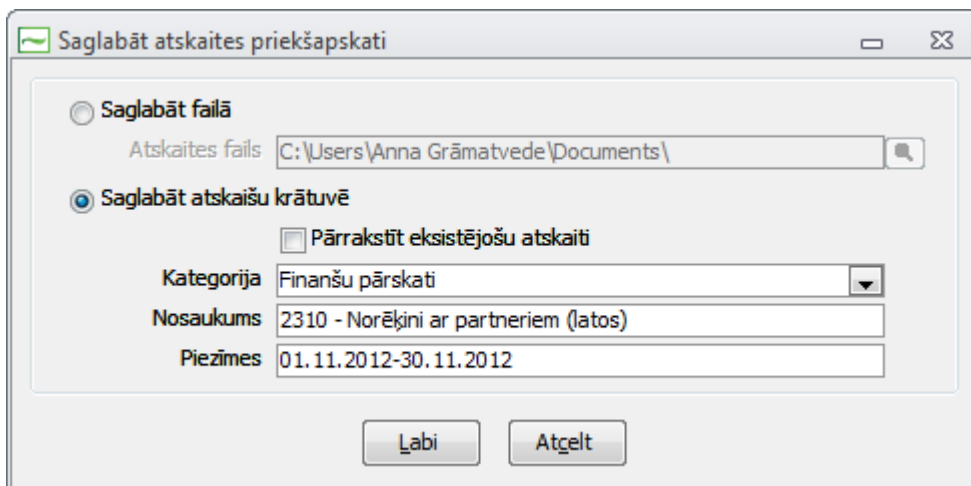 Saglabāt atskaites priekšapskati
Saglabāt failā
Atskaites fails C:\Users\Anna Grāmatvede\Documents\
Saglabāt atskaišu krātuvē
Pārrakstīt eksistējošu atskaiti
Kategorija Finanšu pārskati
Nosaukums 2310 - Norēķini ar partneriem (latos)
Piezīmes 01.11.2012-30.11.2012
Labi Atcelt